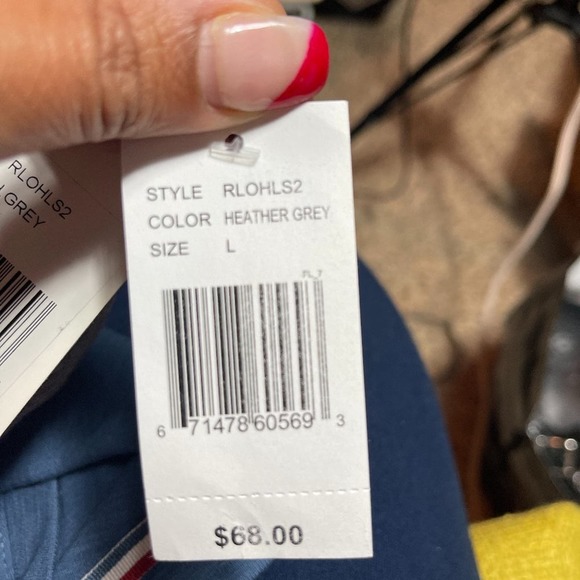 RLOHLS2
GREY
STYLE RLOHLS2
COLOR HEATHER GREY
SIZE L
FL_7
6 71478 60569 3
$68.00